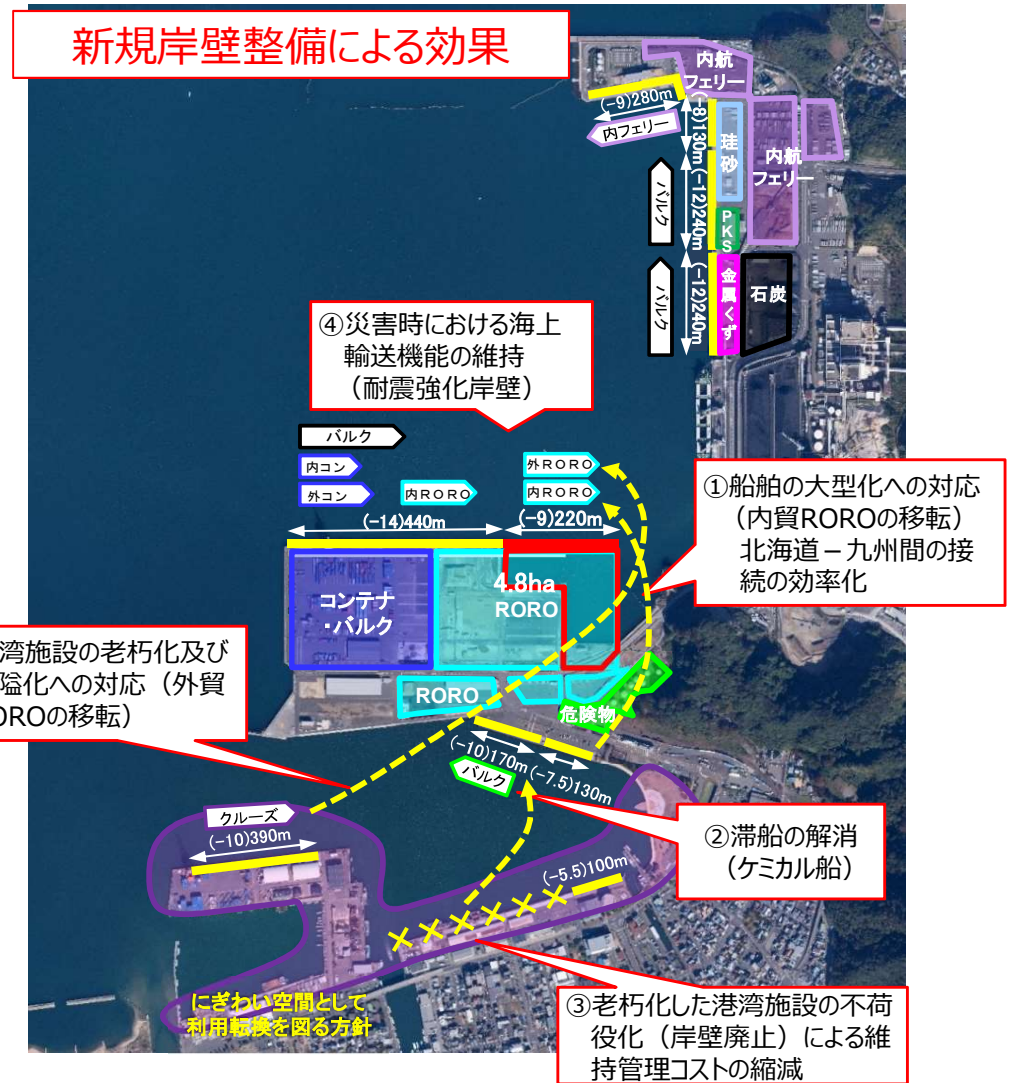 新規岸壁整備による効果
内航
フェリー
(-9)280m
内フェリー
(-8)130m
珪砂
内航
フェリー
バルク
(-12)240m
PKS
バルク
(-12)240m
金属くず
石炭
④災害時における海上
輸送機能の維持
（耐震強化岸壁）
バルク
内コン
外コン
内RORO
外RORO
内RORO
(-14)440m
(-9)220m
①船舶の大型化への対応
（内貿ROROの移転）
北海道－九州間の接
続の効率化
コンテナ
・バルク
4.8ha
RORO
湾施設の老朽化及び
隘化への対応（外貿
ROROの移転）
RORO
危険物
(-10)170m
(-7.5)130m
バルク
クルーズ
(-10)390m
②滞船の解消
（ケミカル船）
(-5.5)100m
にぎわい空間として
利用転換を図る方針
③老朽化した港湾施設の不荷
役化（岸壁廃止）による維
持管理コストの縮減